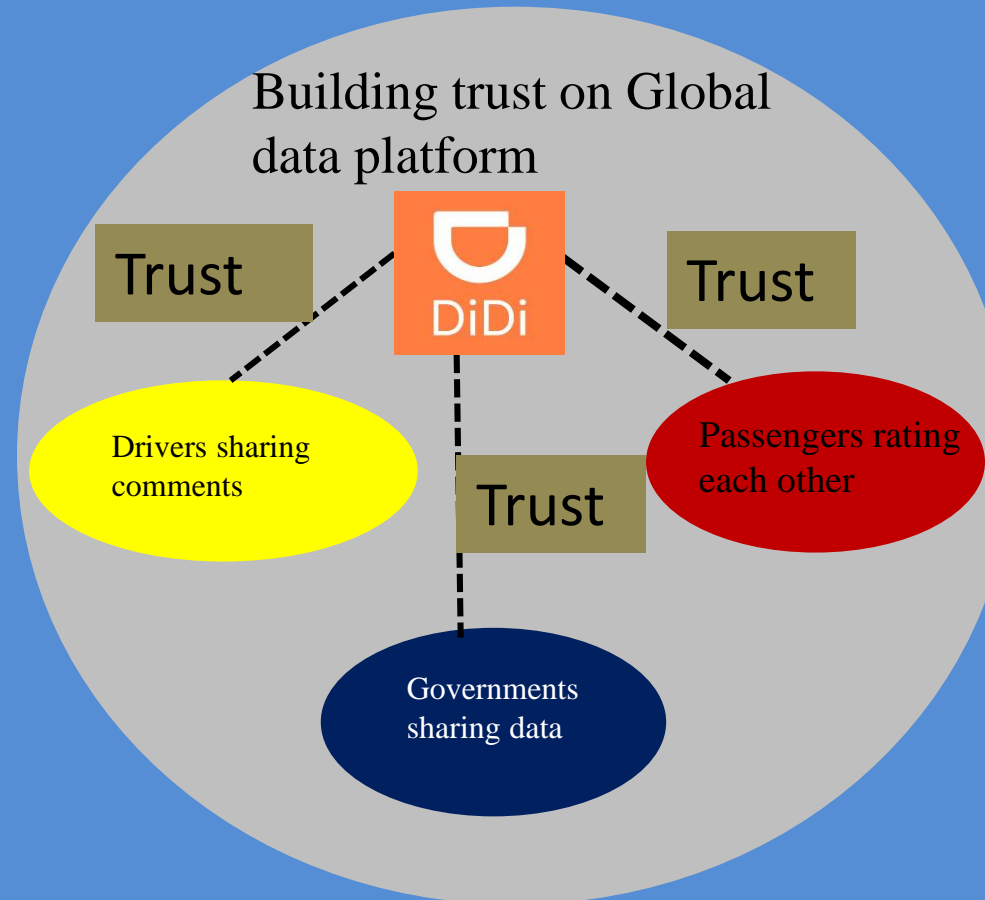 Building trust on Global
data platform
Trust
DiDi
Trust
Drivers sharing
comments
Passengers rating
each other
Trust
Governments
sharing data